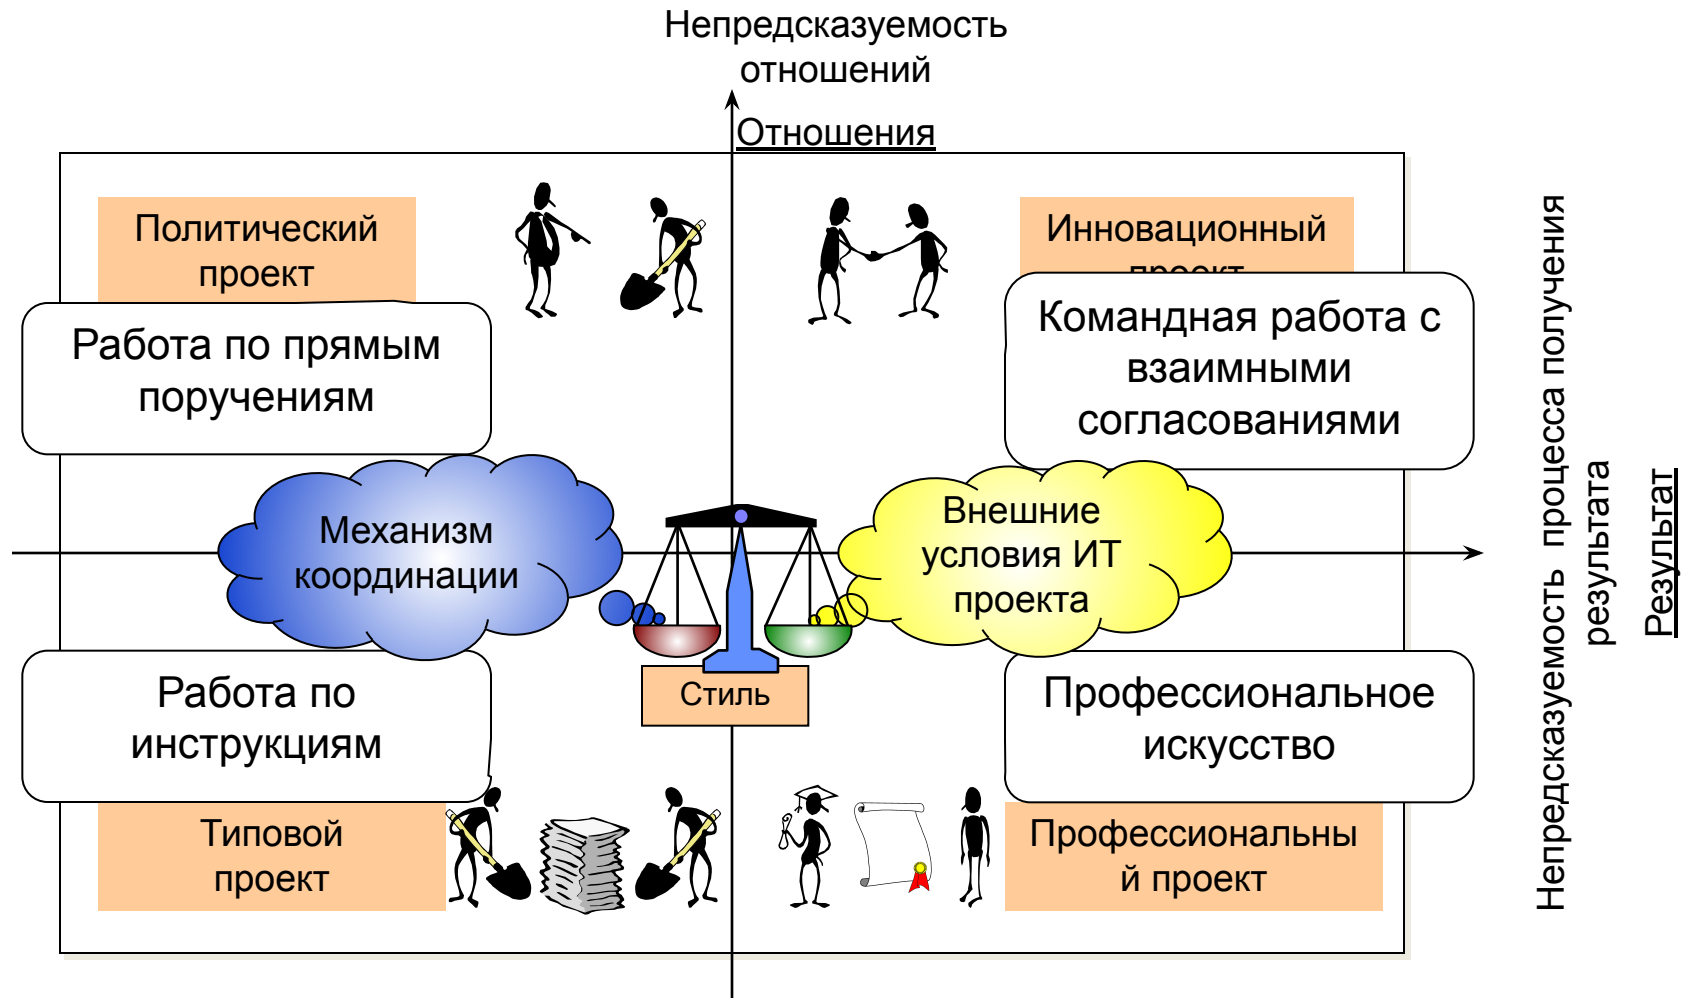 Непредсказуемость
отношений
Отношения
Политический
проект
Инновационный
проект
Работа по прямым
поручениям
Командная работа с
взаимными
согласованиями
Механизм
координации
Внешние
условия ИТ
проекта
Стиль
Работа по
инструкциям
Профессиональное
искусство
Типовой
проект
Профессиональны
й проект
Непредсказуемость процесса получения
результата
Результат